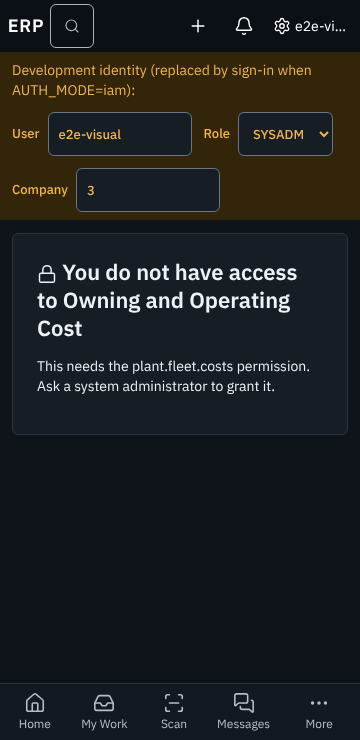 ERP
e2e-vi...
Development identity (replaced by sign-in when
AUTH_MODE=iam):
User e2e-visual Role SYSADM
Company 3
You do not have access
to Owning and Operating
Cost
This needs the plant.fleet.costs permission.
Ask a system administrator to grant it.
Home My Work Scan Messages More